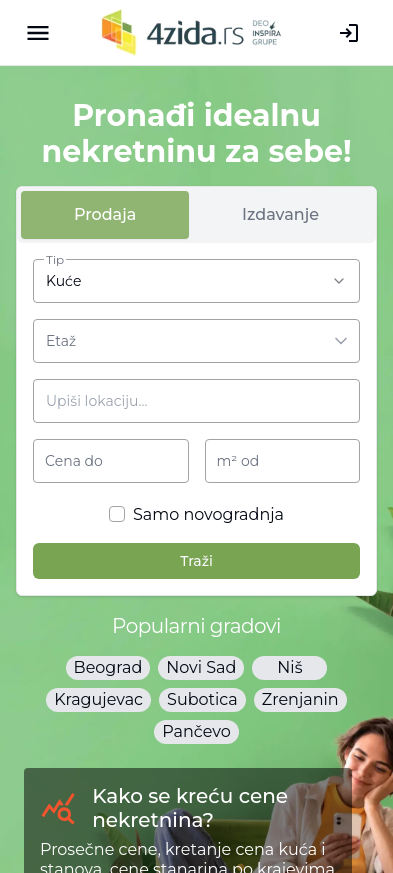 4zida.rs
DEO
INSPIRA
GRUPE
Pronađi idealnu
nekretninu za sebe!
Prodaja
Izdavanje
Tip
Kuće
Etaž
Upiši lokaciju...
Cena do
m² od
Samo novogradnja
Traži
Popularni gradovi
Beograd
Novi Sad
Niš
Kragujevac
Subotica
Zrenjanin
Pančevo
Kako se kreću cene
nekretnina?
Prosečne cene, kretanje cena kuća i
stanova, cene stanarina po krajevima